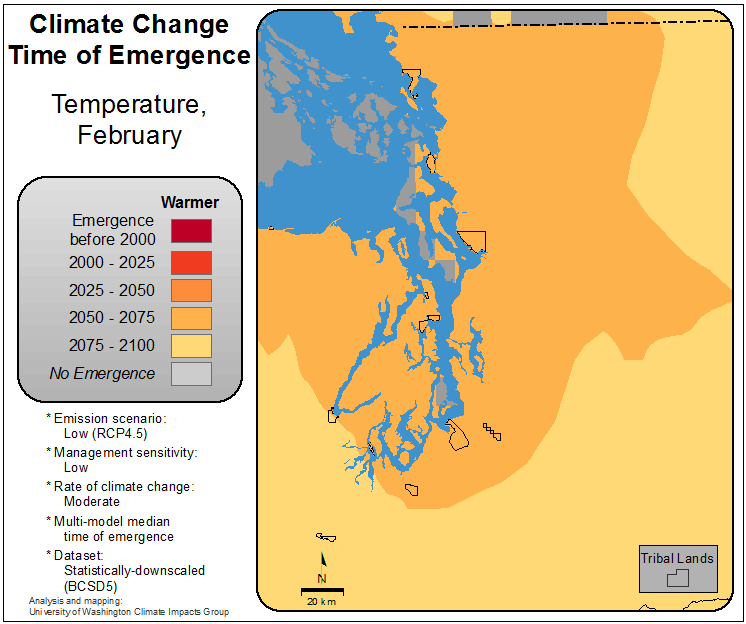 Climate Change
Time of Emergence
Temperature,
February
Warmer
Emergence
before 2000
2000 - 2025
2025 - 2050
2050 - 2075
2075 - 2100
No Emergence
* Emission scenario:
Low (RCP4.5)
* Management sensitivity:
Low
* Rate of climate change:
Moderate
* Multi-model median
time of emergence
* Dataset:
Statistically-downscaled
(BCSD5)
Analysis and mapping:
University of Washington Climate Impacts Group
N
20 km
Tribal Lands